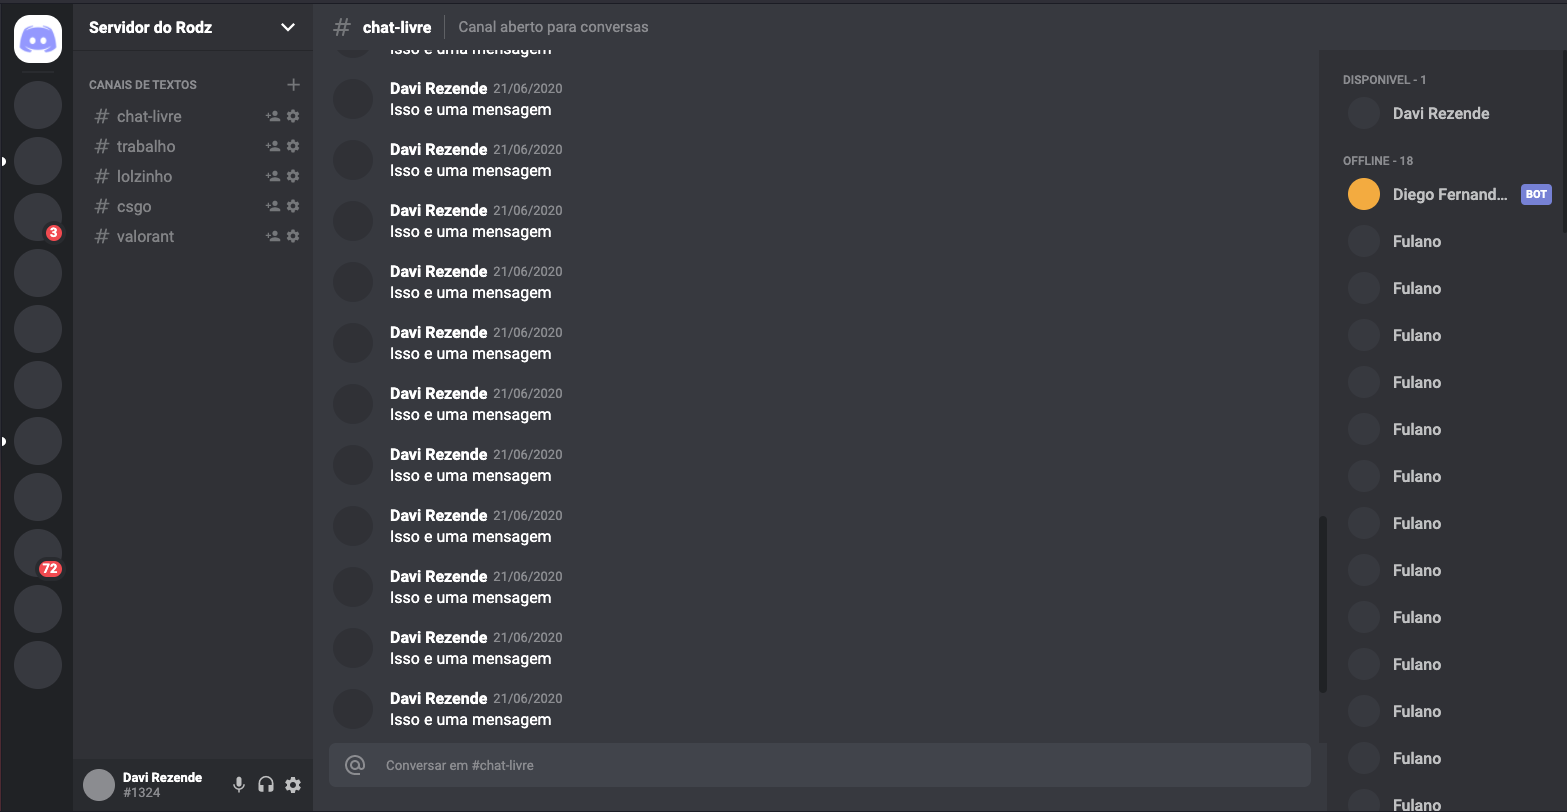 Servidor do Rodz
CANAIS DE TEXTOS
# chat-livre
# trabalho
# lolzinho
# csgo
# valorant
3
72
Davi Rezende
#1324
# chat-livre
Canal aberto para conversas
Isso e uma mensagem
Davi Rezende 21/06/2020
Isso e uma mensagem
Davi Rezende 21/06/2020
Isso e uma mensagem
Davi Rezende 21/06/2020
Isso e uma mensagem
Davi Rezende 21/06/2020
Isso e uma mensagem
Davi Rezende 21/06/2020
Isso e uma mensagem
Davi Rezende 21/06/2020
Isso e uma mensagem
Davi Rezende 21/06/2020
Isso e uma mensagem
Davi Rezende 21/06/2020
Isso e uma mensagem
Davi Rezende 21/06/2020
Isso e uma mensagem
Davi Rezende 21/06/2020
Isso e uma mensagem
Davi Rezende 21/06/2020
Isso e uma mensagem
@ Conversar em #chat-livre
DISPONIVEL - 1
Davi Rezende
OFFLINE - 18
Diego Fernand... BOT
Fulano
Fulano
Fulano
Fulano
Fulano
Fulano
Fulano
Fulano
Fulano
Fulano
Fulano
Fulano
Fulano